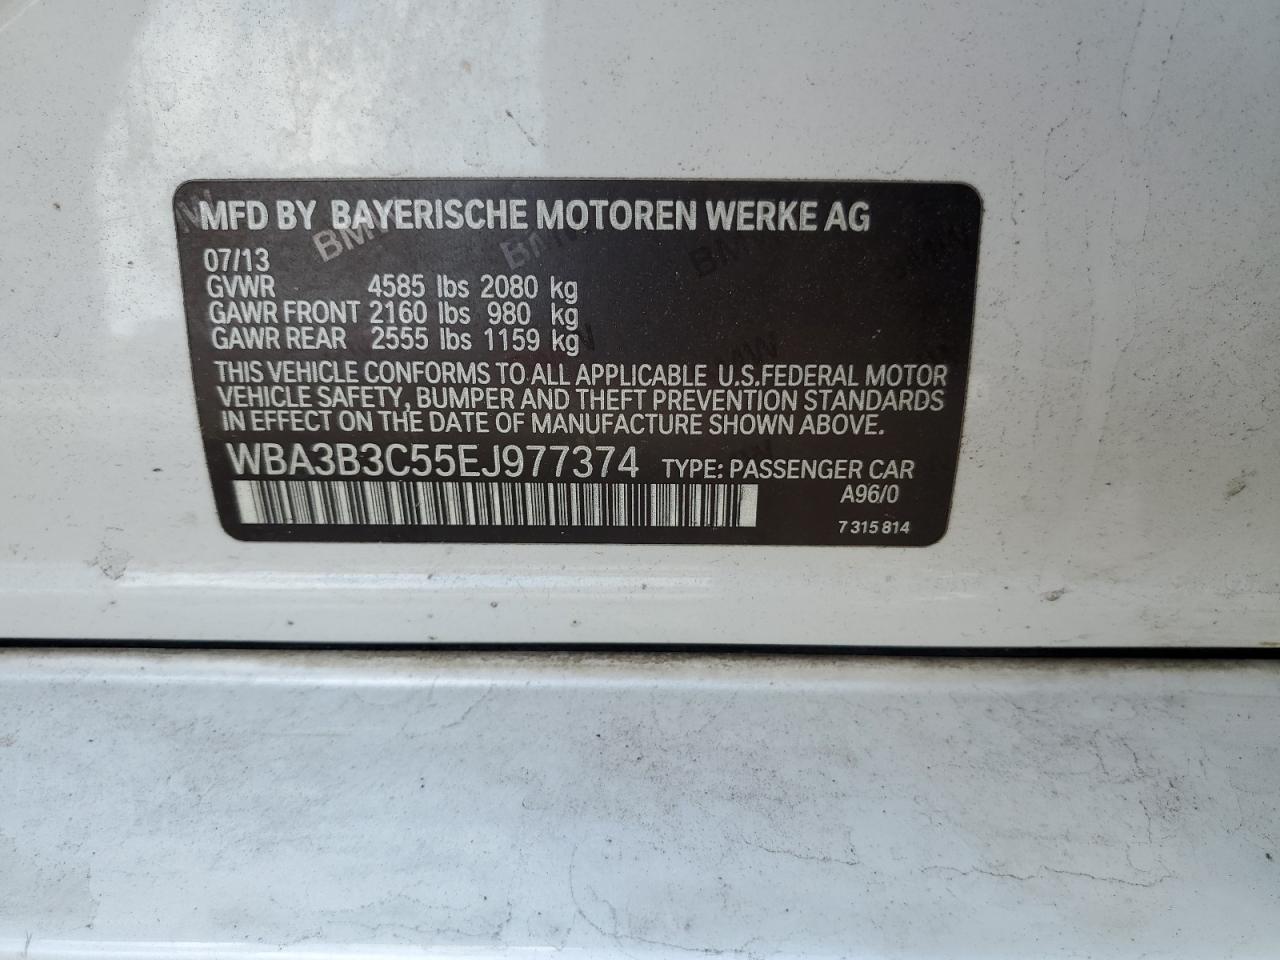 MFD BY BAYERISCHE MOTOREN WERKE AG
07/13
GVWR 4585 lbs 2080 kg
GAWR FRONT 2160 lbs 980 kg
GAWR REAR 2555 lbs 1159 kg
THIS VEHICLE CONFORMS TO ALL APPLICABLE U.S.FEDERAL MOTOR
VEHICLE SAFETY, BUMPER AND THEFT PREVENTION STANDARDS
IN EFFECT ON THE DATE OF MANUFACTURE SHOWN ABOVE.
WBA3B3C55EJ977374 TYPE: PASSENGER CAR
A96/0
7 315 814